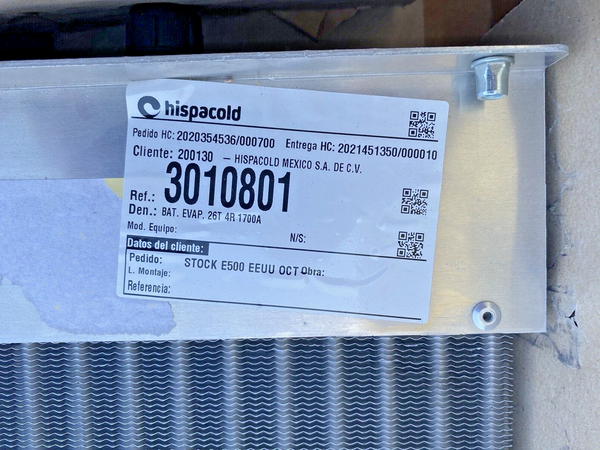 hispacold
Pedido HC: 2020354536/000700 Entrega HC: 2021451350/000010
Cliente: 200130 – HISPACOLD MEXICO S.A. DE C.V.
Ref.: 3010801
Den.: BAT. EVAP. 26T 4R 1700A
Mod. Equipo: N/S:
Datos del cliente:
Pedido: STOCK E500 EEUU OCT Obra:
L. Montaje:
Referencia: